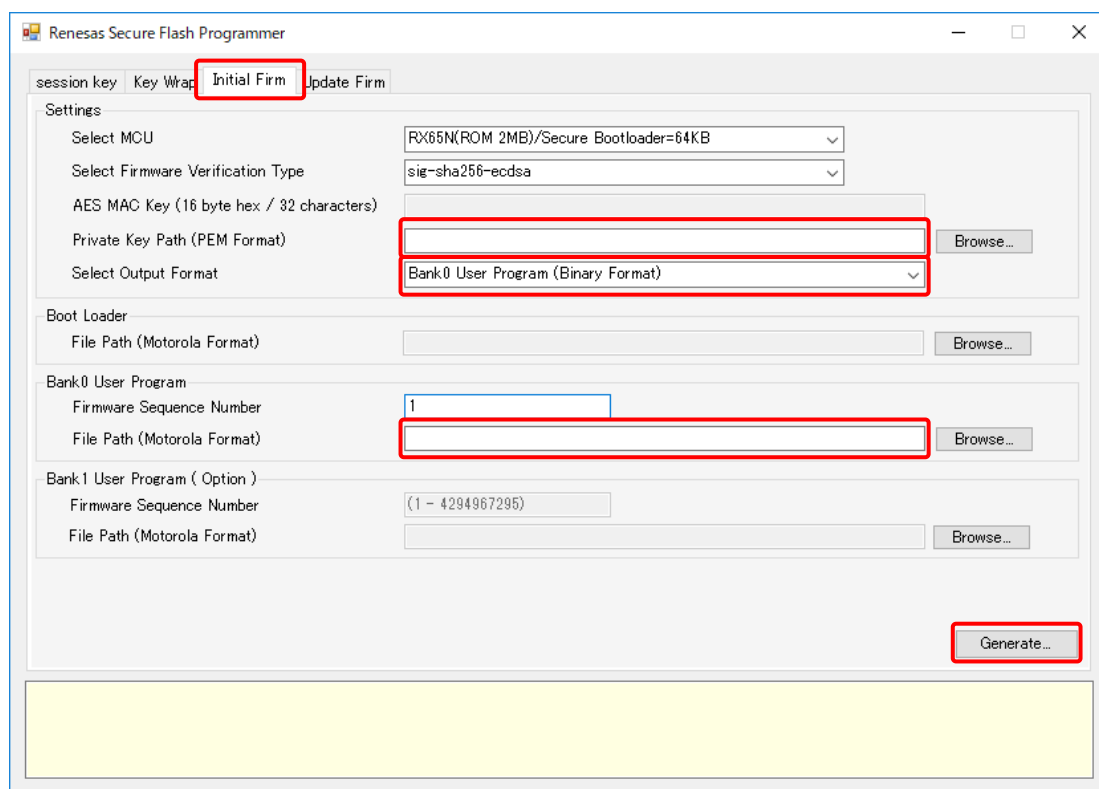 Renesas Secure Flash Programmer
session key Key Wrap Initial Firm Update Firm
Settings
Select MCU RX65N(ROM 2MB)/Secure Bootloader=64KB
Select Firmware Verification Type sig-sha256-ecdsa
AES MAC Key (16 byte hex / 32 characters)
Private Key Path (PEM Format) Browse...
Select Output Format Bank0 User Program (Binary Format)
Boot Loader
File Path (Motorola Format) Browse...
Bank0 User Program
Firmware Sequence Number 1
File Path (Motorola Format) Browse...
Bank1 User Program ( Option )
Firmware Sequence Number (1 - 4294967295)
File Path (Motorola Format) Browse...
Generate...